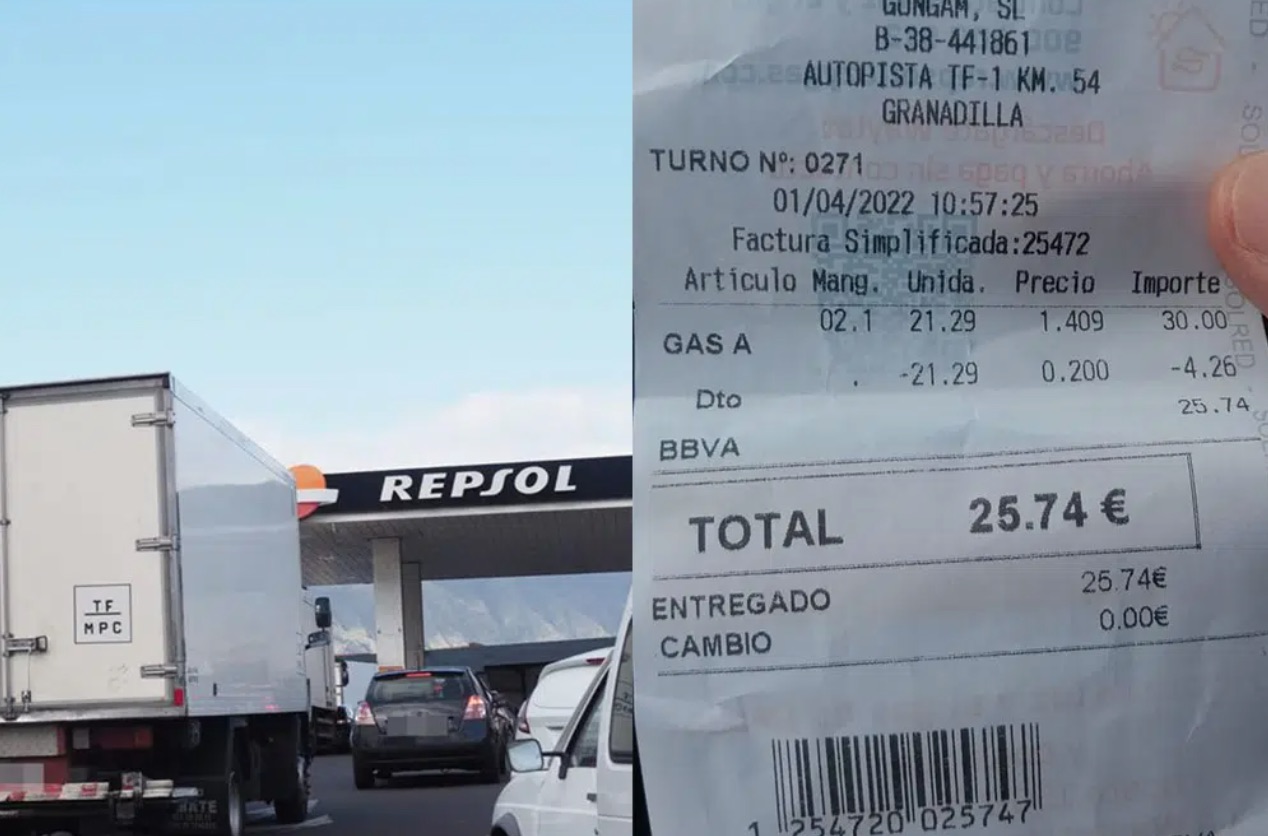 REPSOL
TF
MPC
GUNGAM, SL
B-38-441861
AUTOPISTA TF-1 KM. 54
GRANADILLA
TURNO Nº: 0271
01/04/2022 10:57:25
Factura Simplificada:25472
Artículo Mang. Unida. Precio Importe
02.1 21.29 1.409 30.00
GAS A
. -21.29 0.200 -4.26
Dto
25.74
BBVA
TOTAL 25.74 €
ENTREGADO 25.74€
CAMBIO 0.00€
1 254720 025747
SOLRED